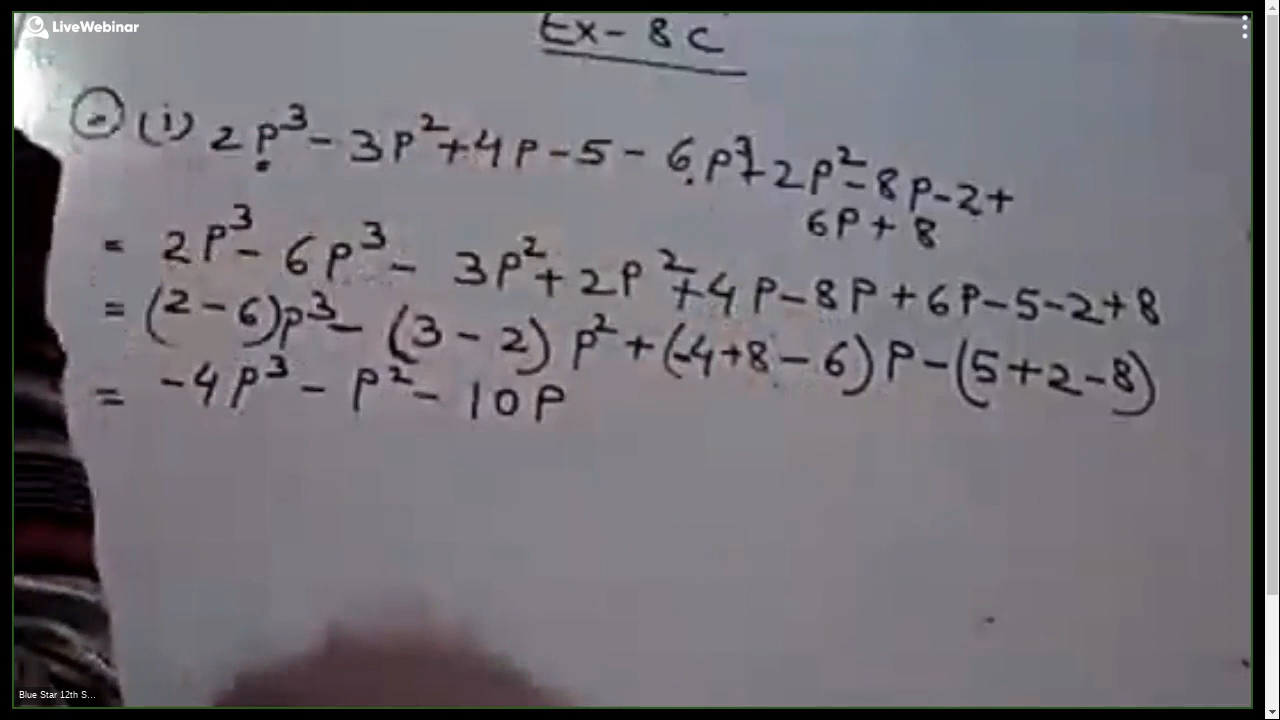 LiveWebinar
Ex- 8 C
(i) 2p³ - 3p² + 4p - 5 - 6p³ + 2p² - 8p - 2 +
6p + 8
= 2p³ - 6p³ - 3p² + 2p² + 4p - 8p + 6p - 5 - 2 + 8
= (2 - 6)p³ - (3 - 2) p² + (-4 + 8 - 6) p - (5 + 2 - 8)
= -4p³ - p² - 10p
Blue Star 12th S...